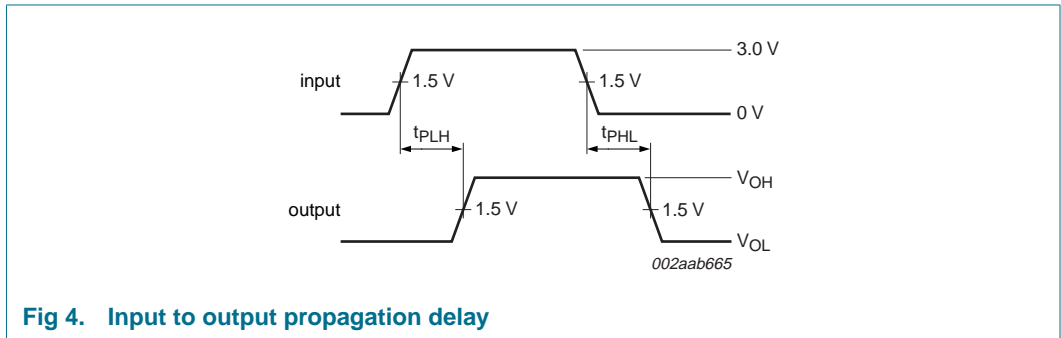 3.0 V
input
1.5 V
1.5 V
0 V
tPLH
tPHL
VOH
output
1.5 V
1.5 V
VOL
002aab665
Fig 4. Input to output propagation delay